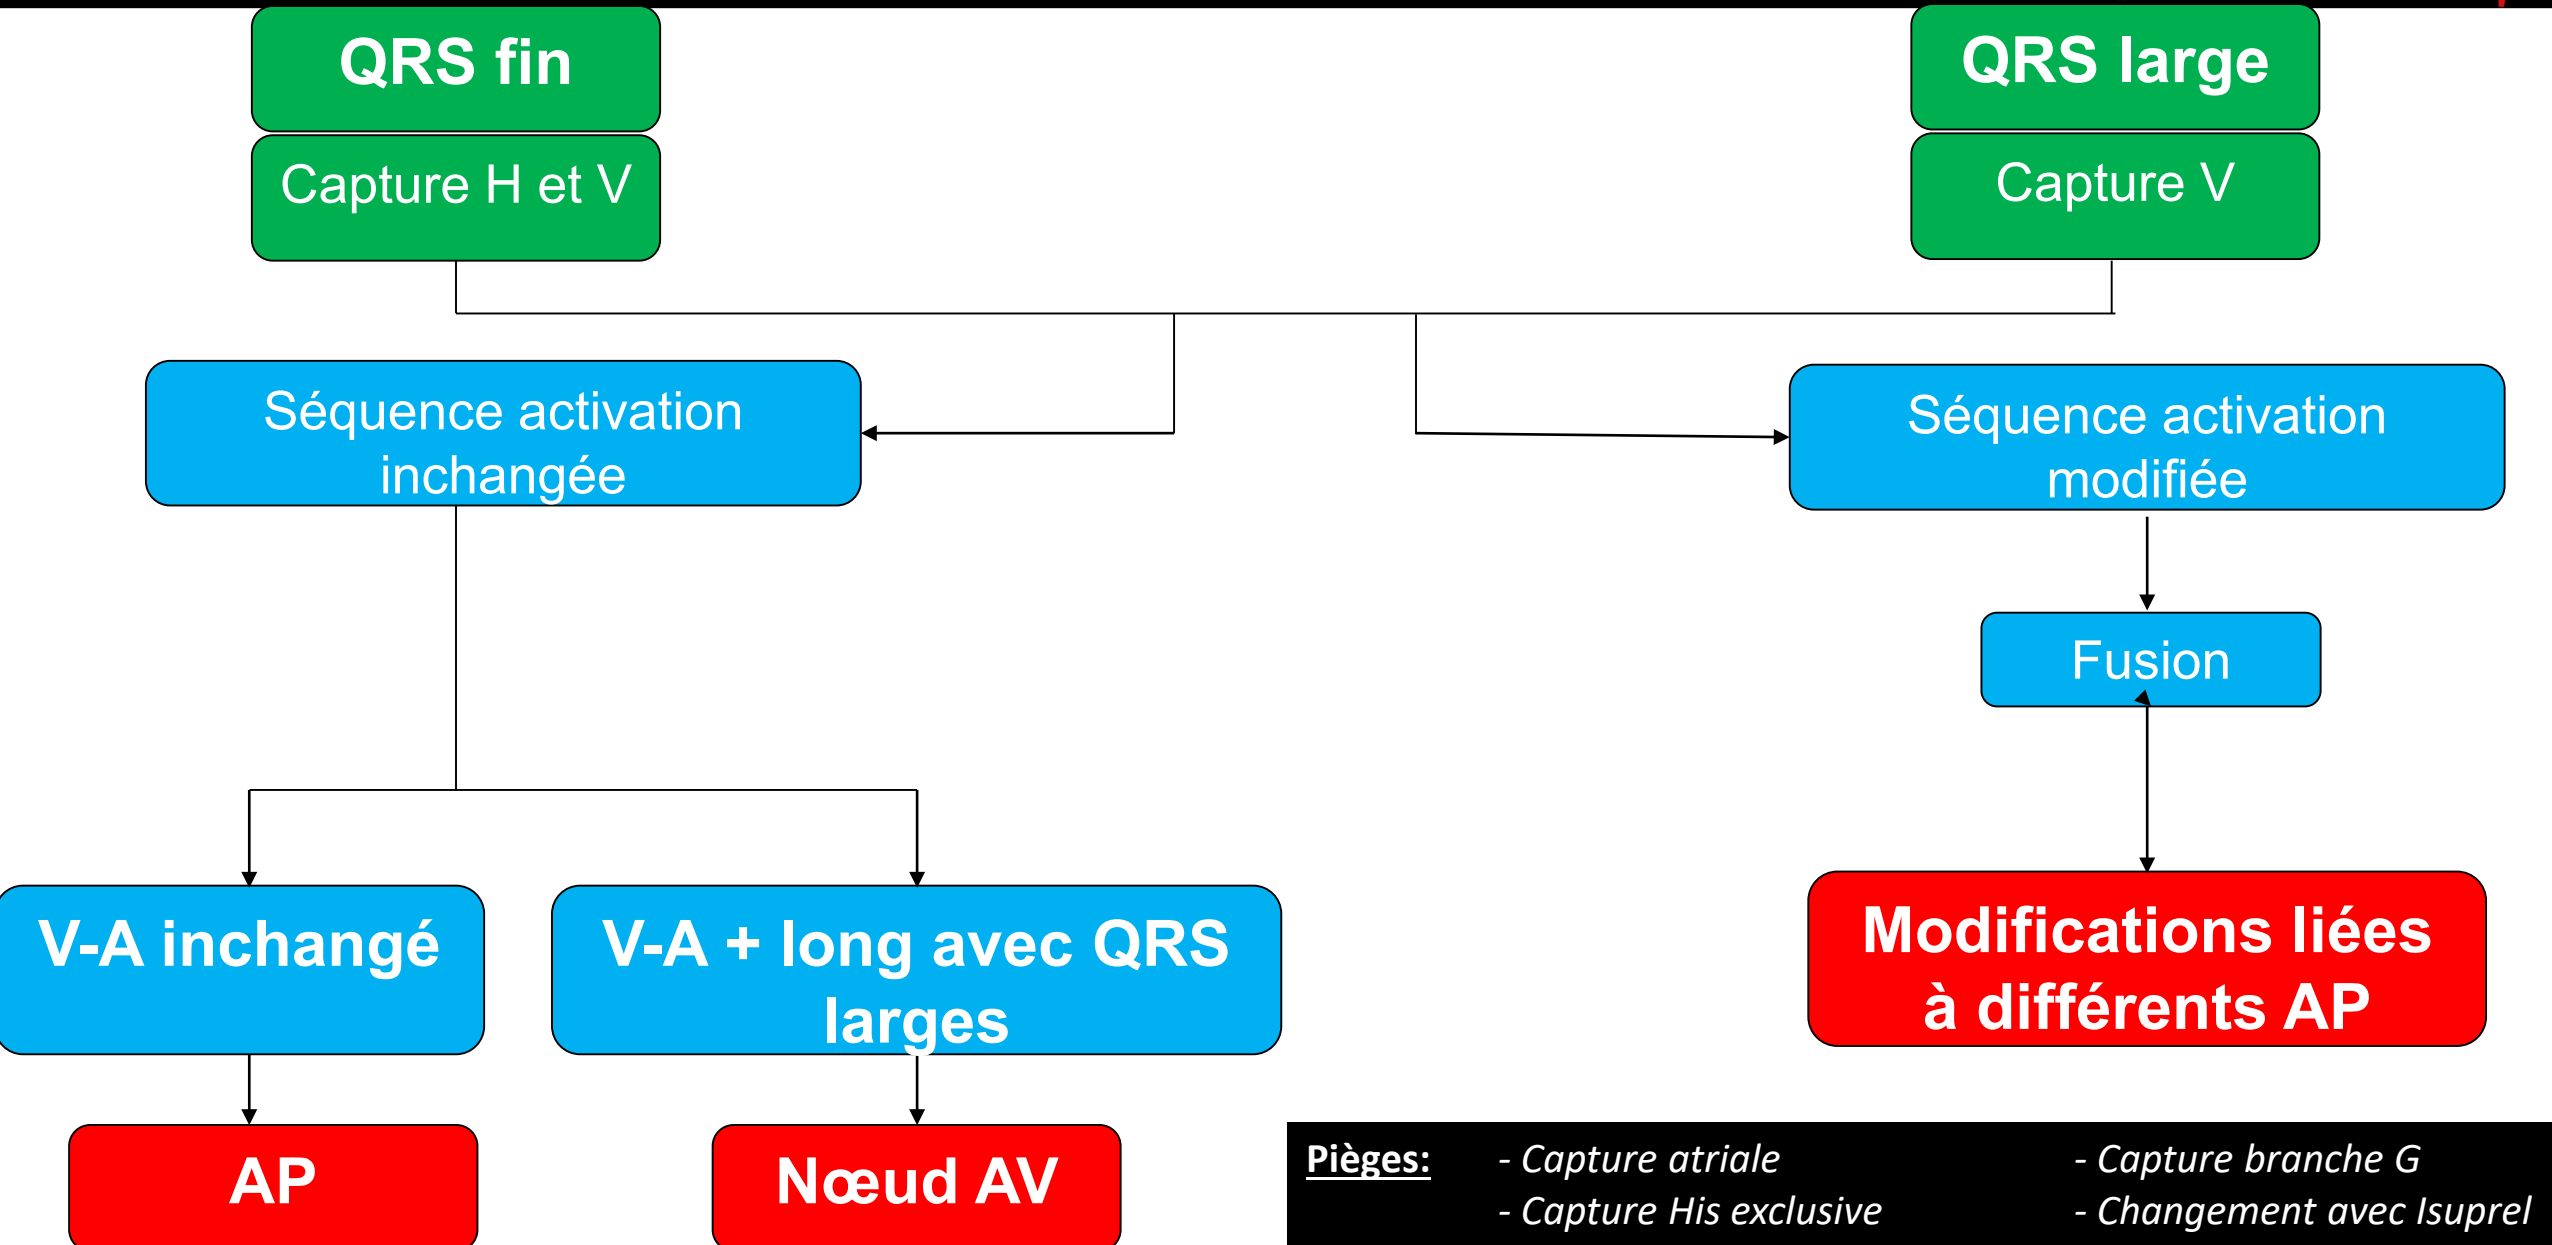 QRS fin
QRS large
Capture H et V
Capture V
Séquence activation
inchangée
Séquence activation
modifiée
Fusion
V-A inchangé
V-A + long avec QRS
larges
Modifications liées
à différents AP
AP
Nœud AV
Pièges: - Capture atriale - Capture branche G
- Capture His exclusive - Changement avec Isuprel